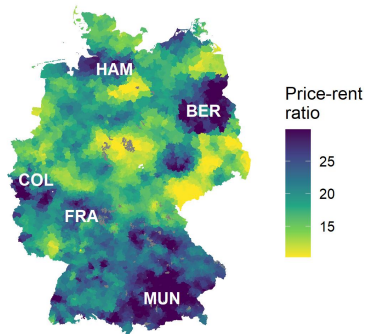 HAM
BER
COL
FRA
MUN
Price-rent
ratio
25
20
15